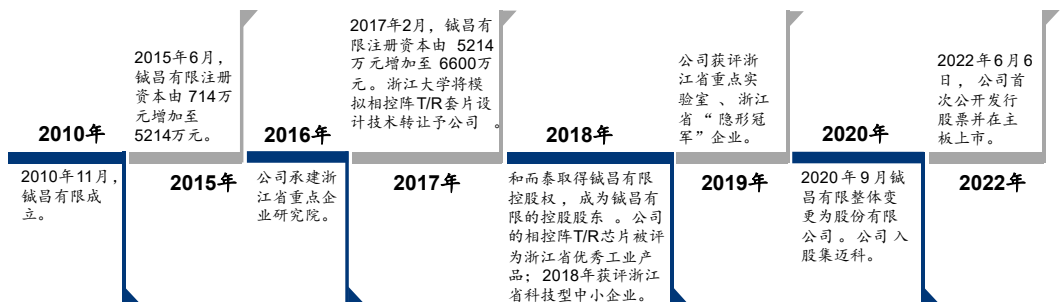 2010年
2010年11月，
铖昌有限成
立。
2015年6月，
铖昌有限注册
资本由 714万
元增加至
5214万元。
2015年
2016年
公司承建浙
江省重点企
业研究院。
2017年2月，铖昌有
限注册资本由 5214
万元增加至 6600万
元。浙江大学将模
拟相控阵T/R套片设
计技术转让予公司 。
2017年
2018年
和而泰取得铖昌有限
控股权 ，成为铖昌有
限的控股股东 。公司
的相控阵T/R芯片被评
为浙江省优秀工业产
品；2018年获评浙江
省科技型中小企业。
公司获评浙
江省重点实
验室 、浙江
省 “ 隐形冠
军”企业。
2019年
2020年
2020 年 9 月铖
昌有限整体变
更为股份有限
公司 。公司 入
股集迈科。
2022 年 6 月 6
日 ，公司首
次公开发行
股票并在主
板上市。
2022年